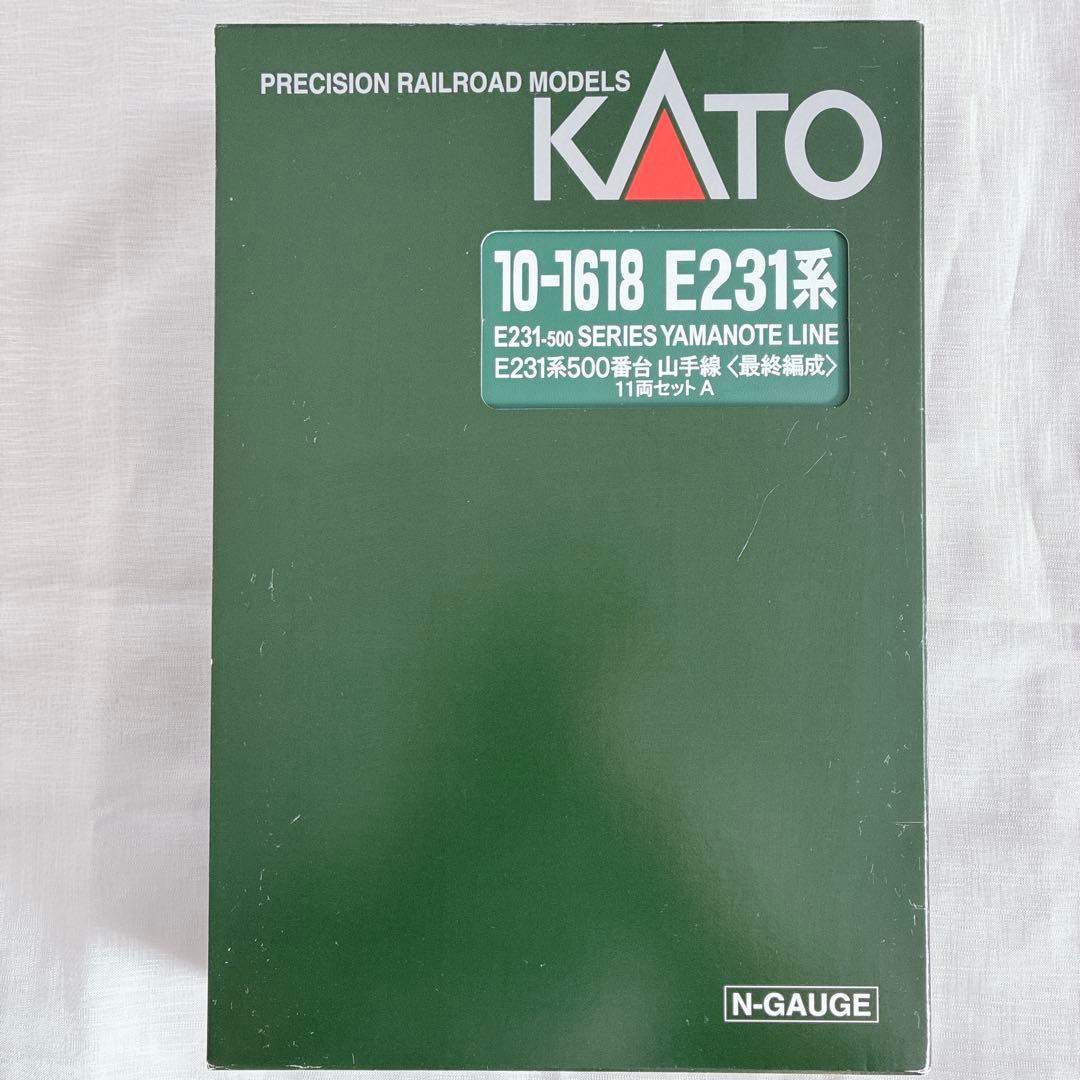 PRECISION RAILROAD MODELS
KATO
10-1618 E231系
E231-500 SERIES YAMANOTE LINE
E231系500番台 山手線〈最終編成〉
11両セット A
N-GAUGE